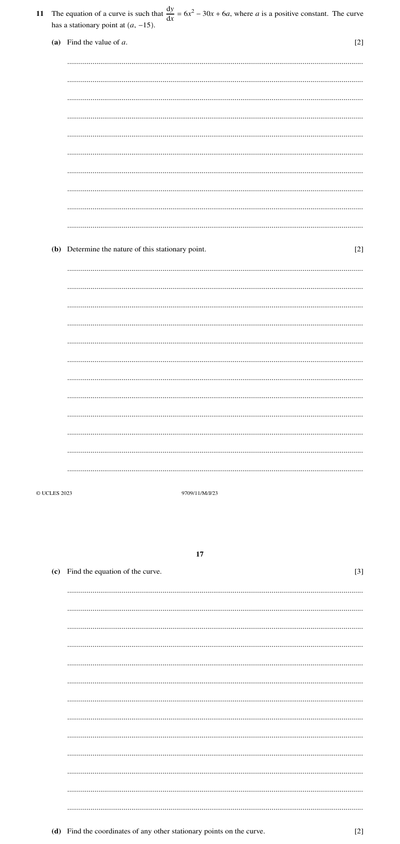 11 The equation of a curve is such that dy/dx = 6x² − 30x + 6a, where a is a positive constant. The curve
has a stationary point at (a, −15).
(a) Find the value of a. [2]
(b) Determine the nature of this stationary point. [2]
© UCLES 2023 9709/11/M/J/23
17
(c) Find the equation of the curve. [3]
(d) Find the coordinates of any other stationary points on the curve. [2]